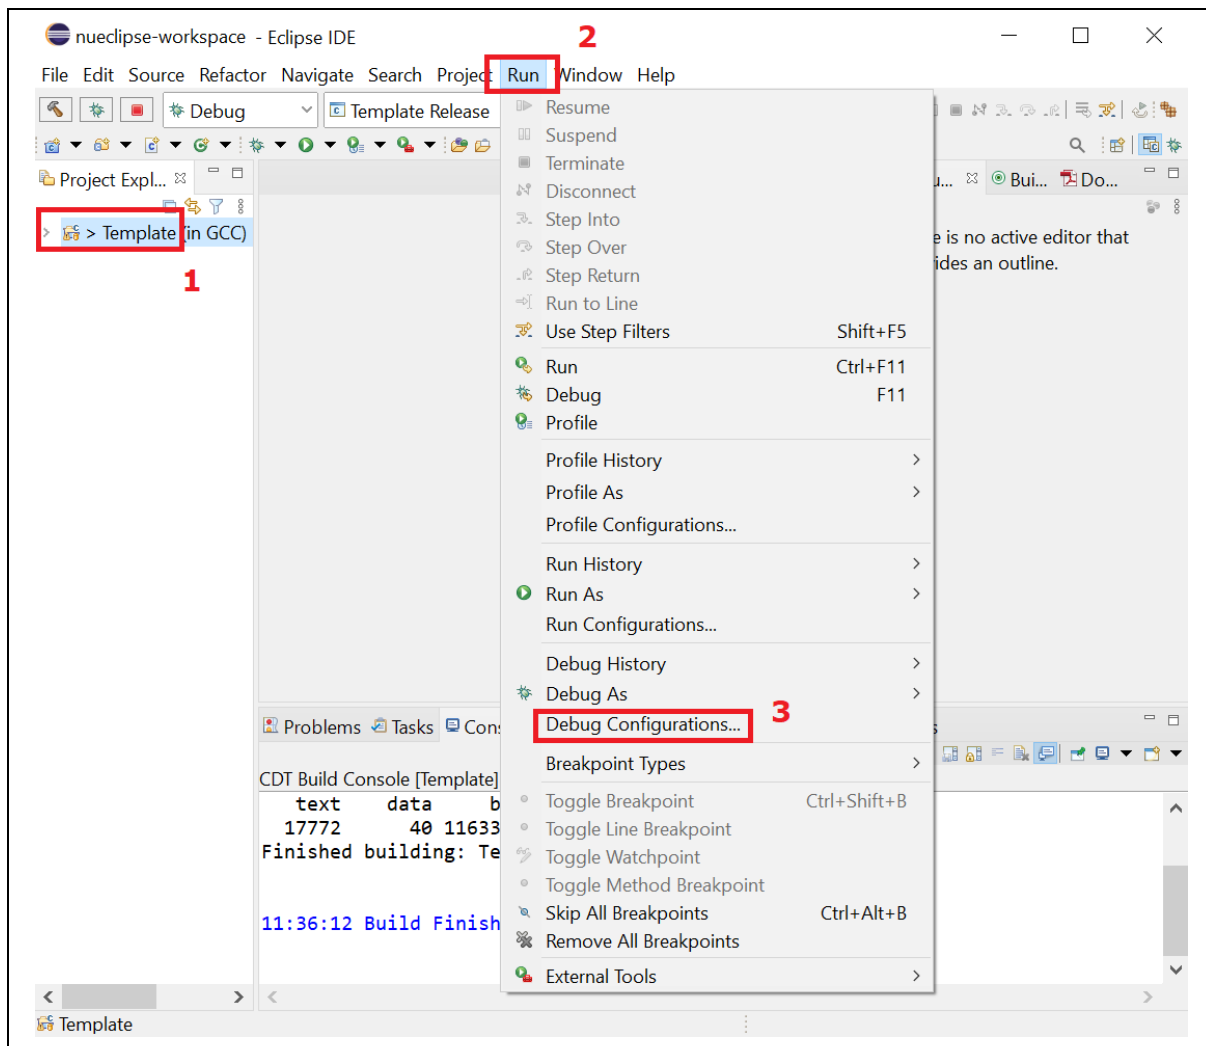 nueclipse-workspace - Eclipse IDE
2
File Edit Source Refactor Navigate Search Project Run Window Help
Debug
Template Release
Project Expl...
Bui...
Do...
> Template (in GCC)
1
e is no active editor that
ides an outline.
Resume
Suspend
Terminate
Disconnect
Step Into
Step Over
Step Return
Run to Line
Use Step Filters Shift+F5
Run Ctrl+F11
Debug F11
Profile
Profile History
Profile As
Profile Configurations...
Run History
Run As
Run Configurations...
Debug History
Debug As
Debug Configurations...
3
Breakpoint Types
Toggle Breakpoint Ctrl+Shift+B
Toggle Line Breakpoint
Toggle Watchpoint
Toggle Method Breakpoint
Skip All Breakpoints Ctrl+Alt+B
Remove All Breakpoints
External Tools
Problems Tasks Cons
CDT Build Console [Template]
text data b
17772 40 11633
Finished building: Te
11:36:12 Build Finish
Template